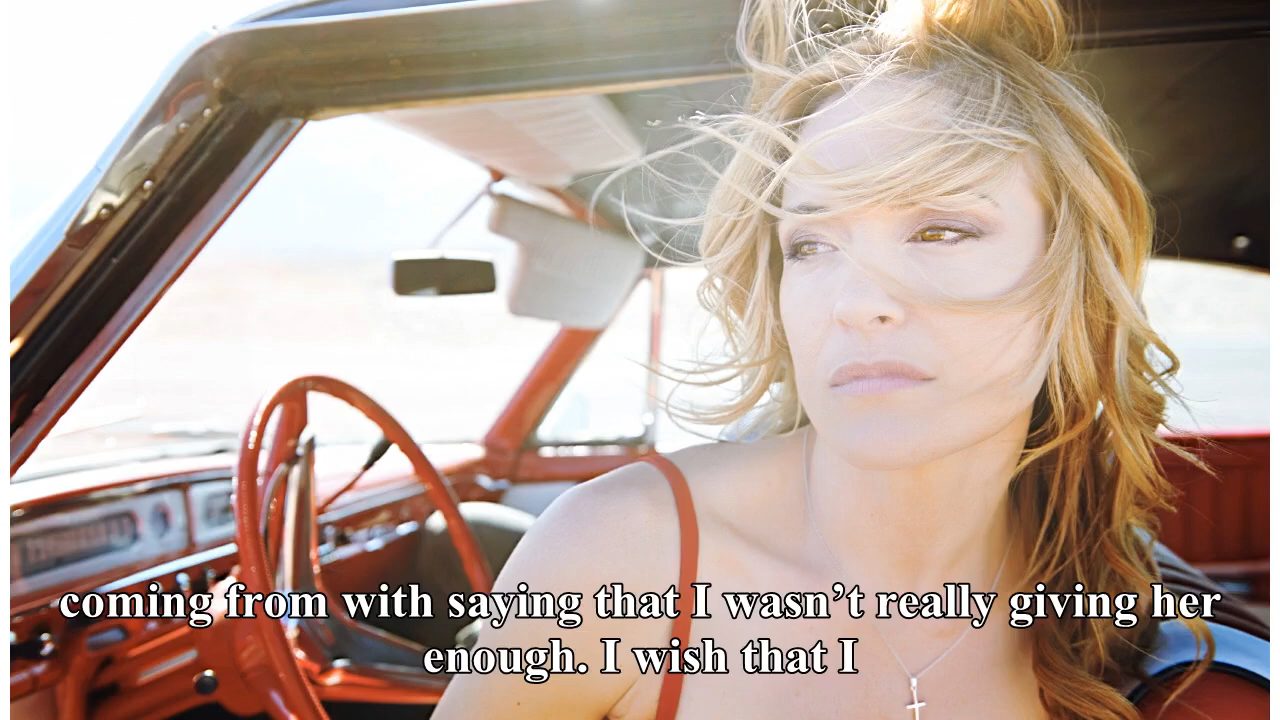 coming from with saying that I wasn’t really giving her
enough. I wish that I